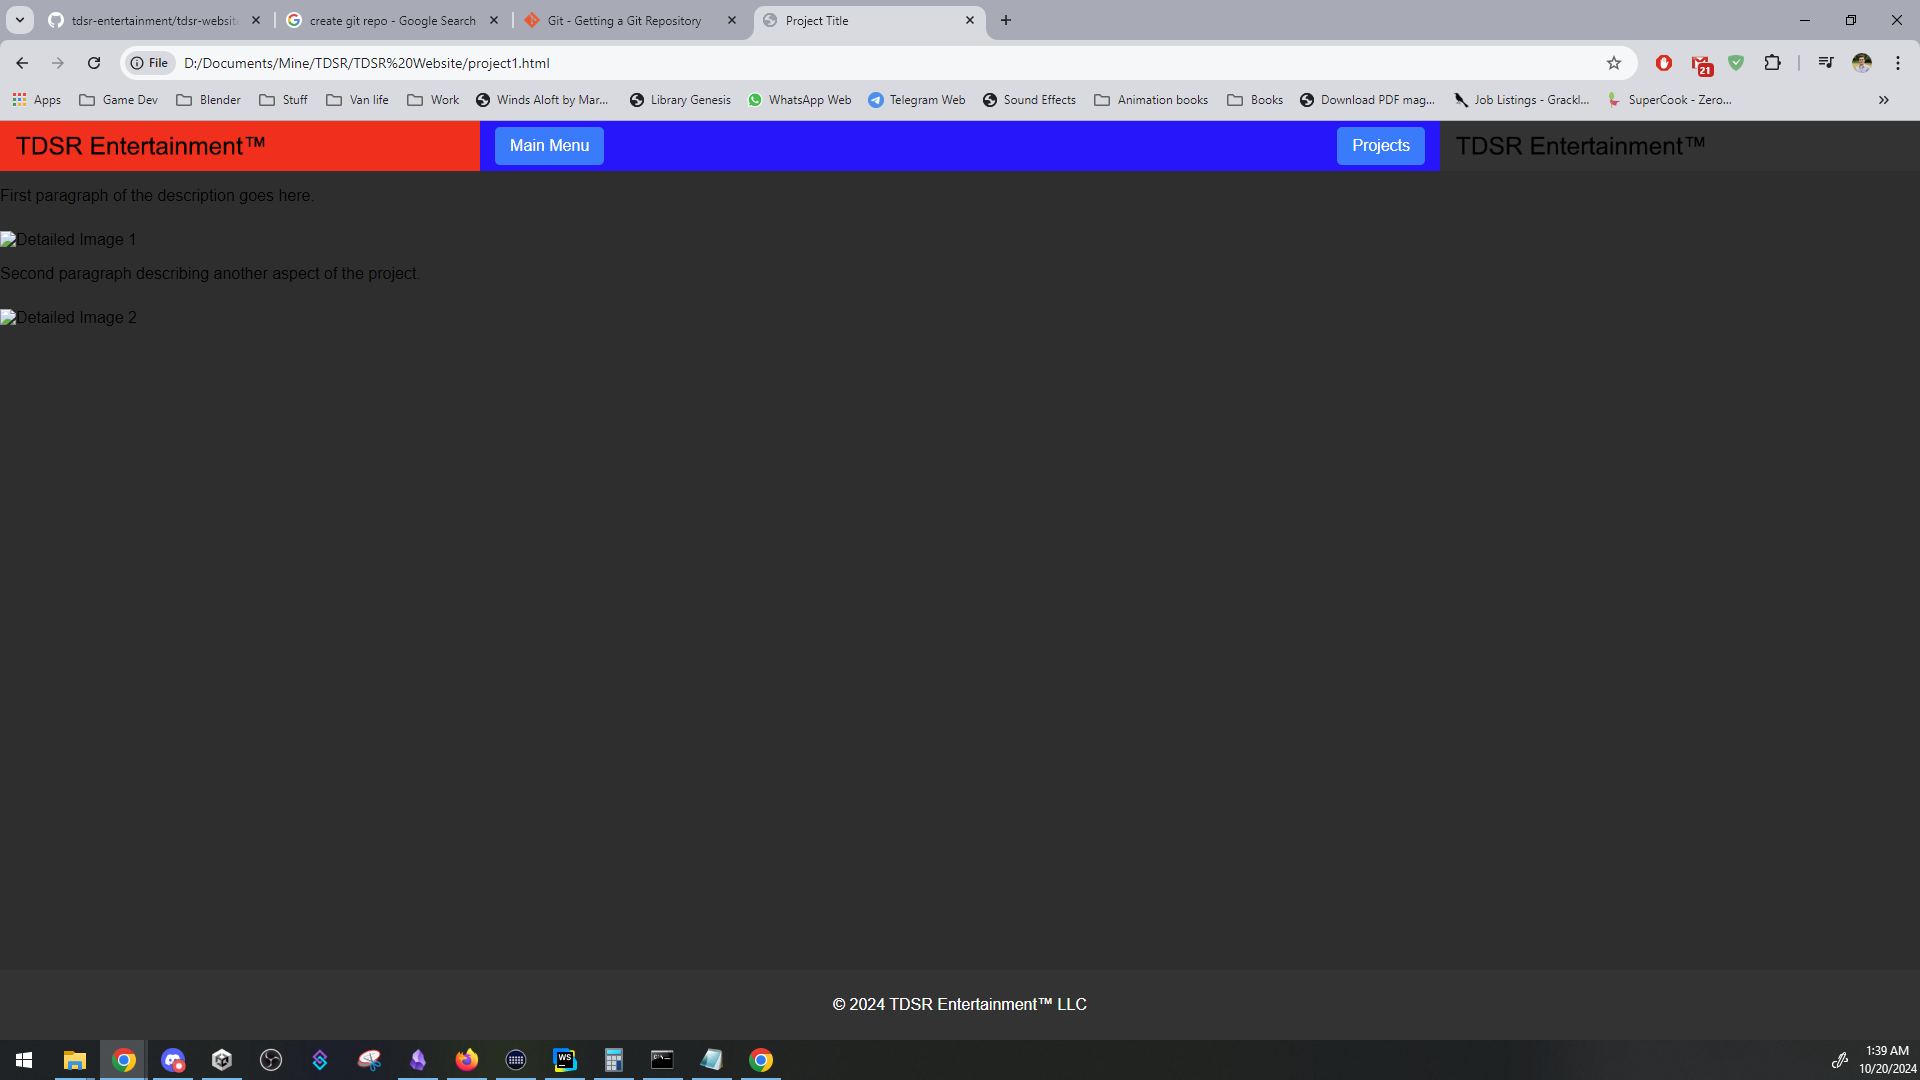 tdsr-entertainment/tdsr-websit
create git repo - Google Search
Git - Getting a Git Repository
Project Title
File
D:/Documents/Mine/TDSR/TDSR%20Website/project1.html
21
Apps
Game Dev
Blender
Stuff
Van life
Work
Winds Aloft by Mar...
Library Genesis
WhatsApp Web
Telegram Web
Sound Effects
Animation books
Books
Download PDF mag...
Job Listings - Grackl...
SuperCook - Zero...
TDSR Entertainment™
Main Menu
Projects
TDSR Entertainment™
First paragraph of the description goes here.
Detailed Image 1
Second paragraph describing another aspect of the project.
Detailed Image 2
© 2024 TDSR Entertainment™ LLC
WS
1:39 AM
10/20/2024